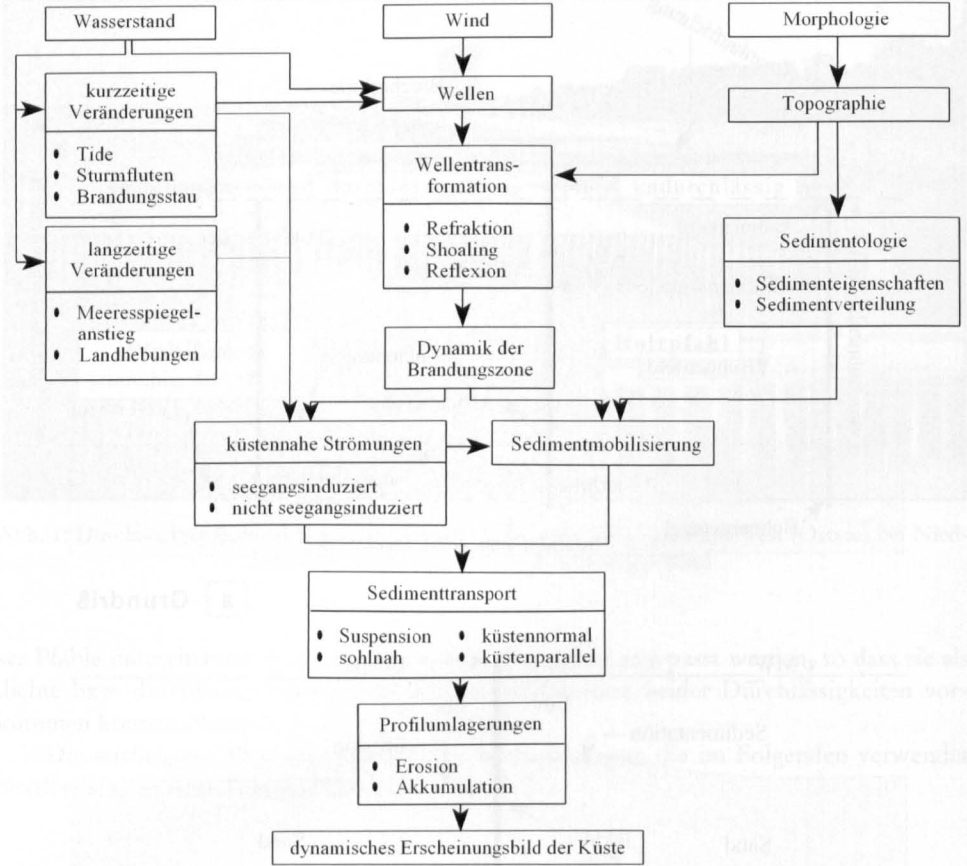 Wasserstand
Wind
Morphologie
kurzzeitige
Veränderungen
• Tide
• Sturmfluten
• Brandungsstau
Wellen
Topographie
Wellentrans-
formation
• Refraktion
• Shoaling
• Reflexion
langzeitige
Veränderungen
• Meeresspiegel-
anstieg
• Landhebungen
Sedimentologie
• Sedimenteigenschaften
• Sedimentverteilung
Dynamik der
Brandungszone
küstennahe Strömungen
• seegangsinduziert
• nicht seegangsinduziert
Sedimentmobilisierung
Sedimenttransport
• Suspension • küstennormal
• sohlnah • küstenparallel
Profilumlagerungen
• Erosion
• Akkumulation
dynamisches Erscheinungsbild der Küste